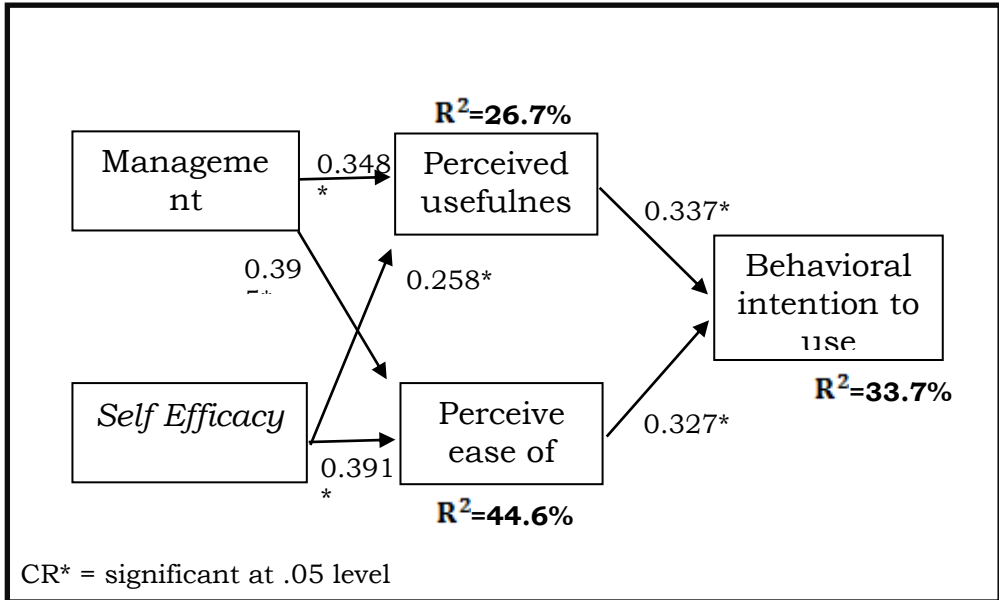 R²=26.7%
Manageme
nt
0.348
*
Perceived
usefulnes
0.337*
0.39
5*
0.258*
Behavioral
intention to
use
R²=33.7%
Self Efficacy
0.391
*
Perceive
ease of
0.327*
R²=44.6%
CR* = significant at .05 level